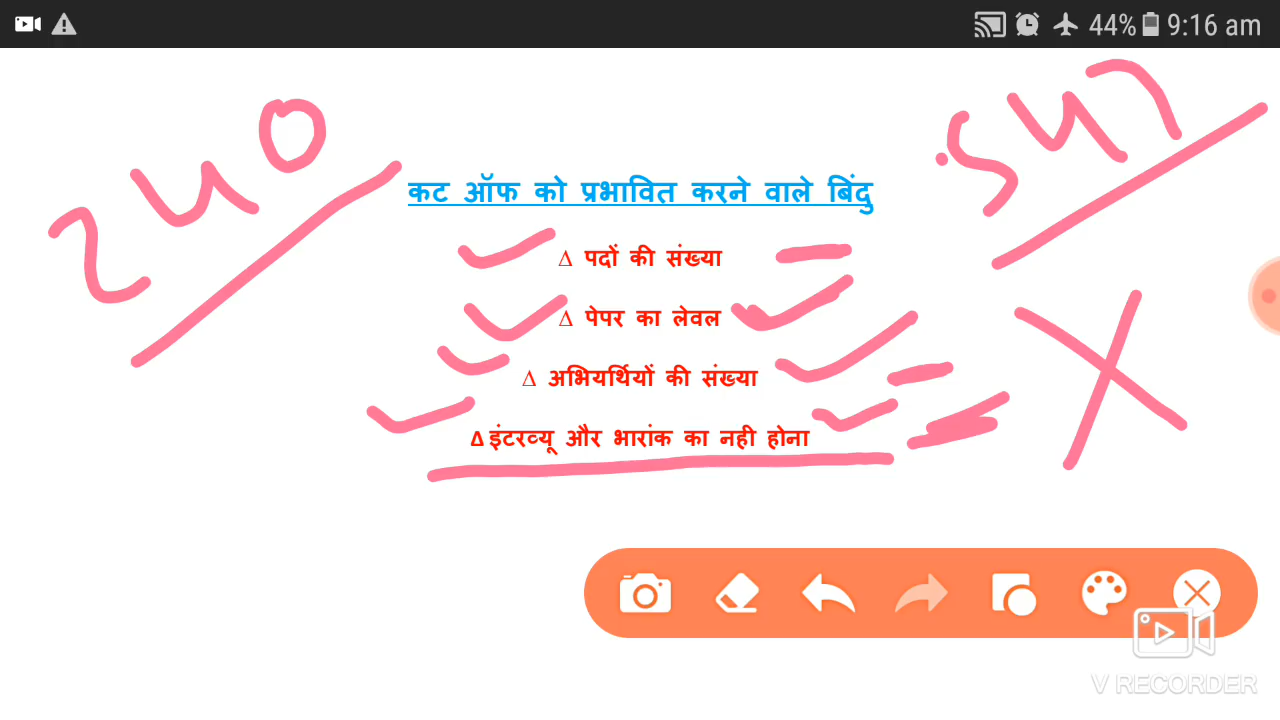 44% 9:16 am
240
547
कट ऑफ को प्रभावित करने वाले बिंदु
Δ पदों की संख्या
Δ पेपर का लेवल
Δ अभियर्थियों की संख्या
Δ इंटरव्यू और भारांक का नही होना
V RECORDER